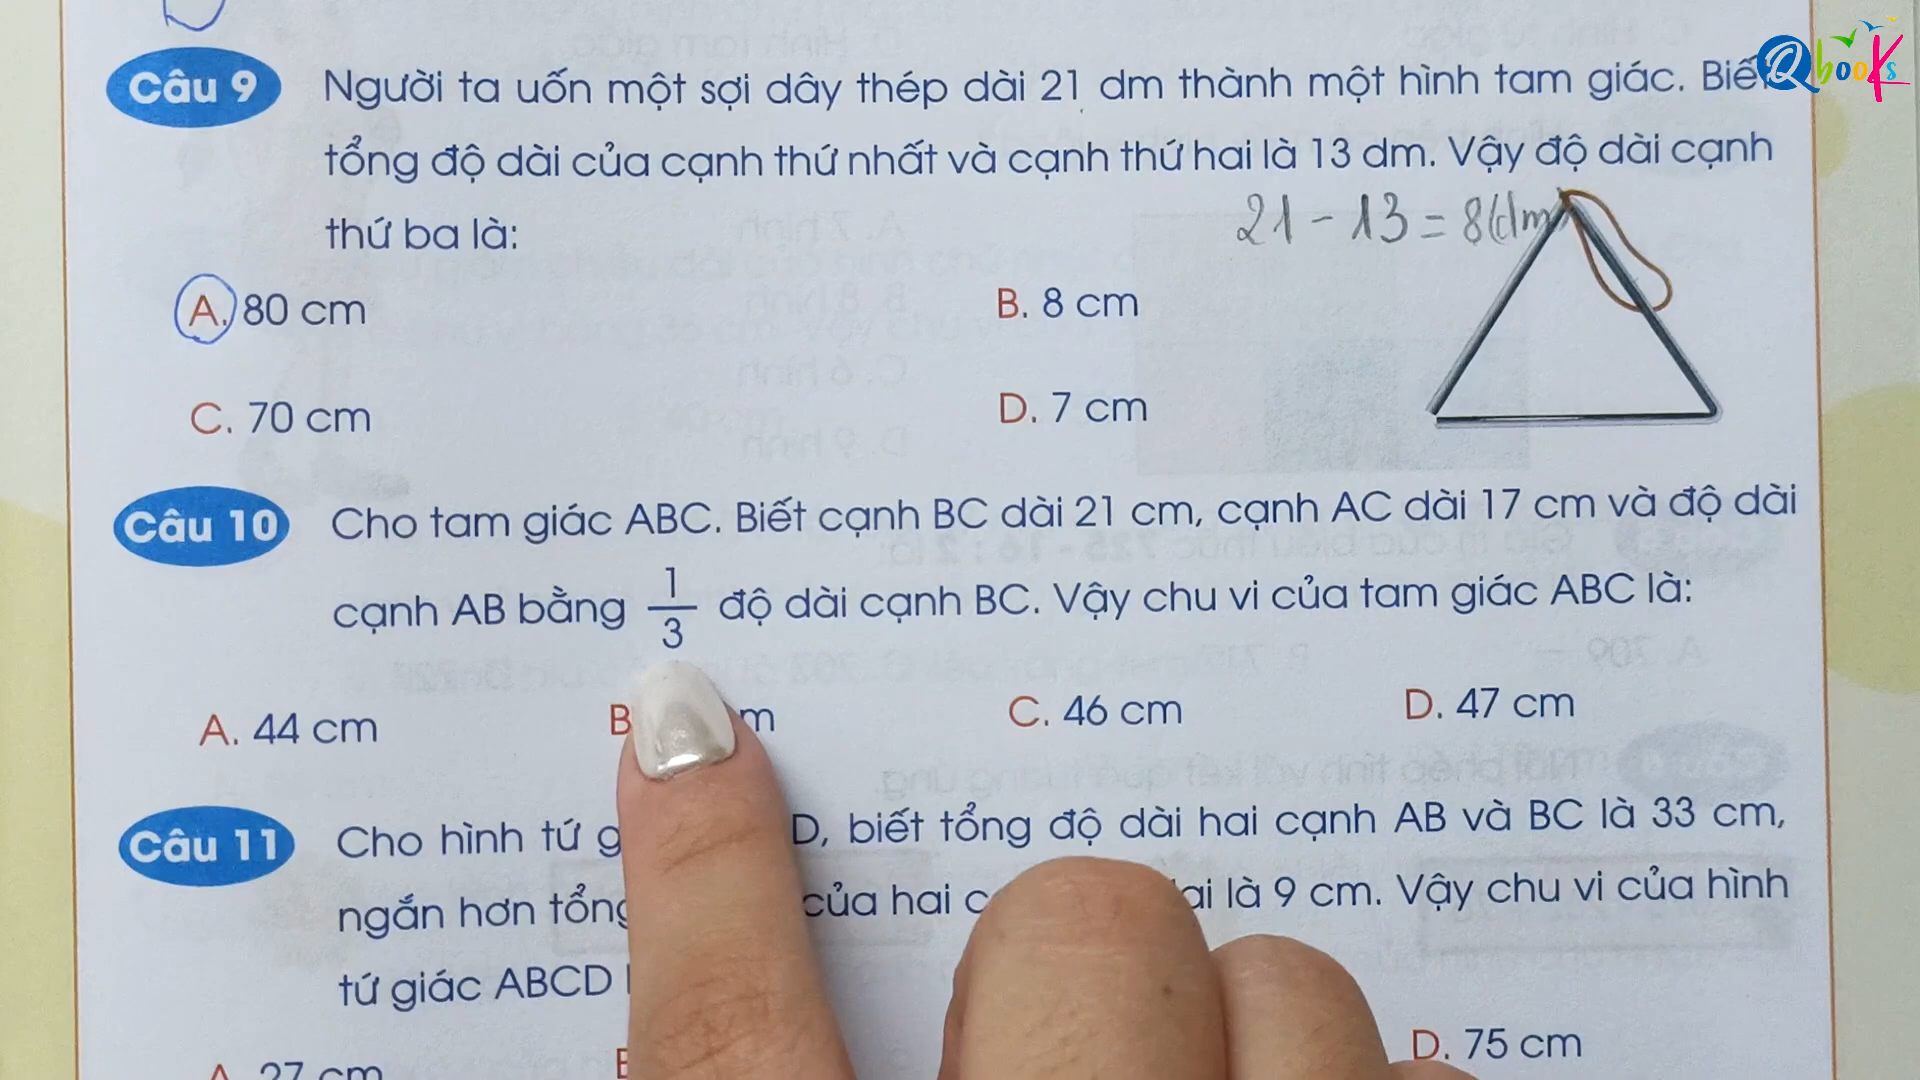 Qbooks
Câu 9 Người ta uốn một sợi dây thép dài 21 dm thành một hình tam giác. Biết
tổng độ dài của cạnh thứ nhất và cạnh thứ hai là 13 dm. Vậy độ dài cạnh
thứ ba là:
21 - 13 = 8(dm)
A. 80 cm B. 8 cm
C. 70 cm D. 7 cm
Câu 10 Cho tam giác ABC. Biết cạnh BC dài 21 cm, cạnh AC dài 17 cm và độ dài
cạnh AB bằng 1/3 độ dài cạnh BC. Vậy chu vi của tam giác ABC là:
A. 44 cm B. C. 46 cm D. 47 cm
Câu 11 Cho hình tứ D, biết tổng độ dài hai cạnh AB và BC là 33 cm,
ngắn hơn tổng của hai là 9 cm. Vậy chu vi của hình
tứ giác ABCD
A. 27 cm D. 75 cm